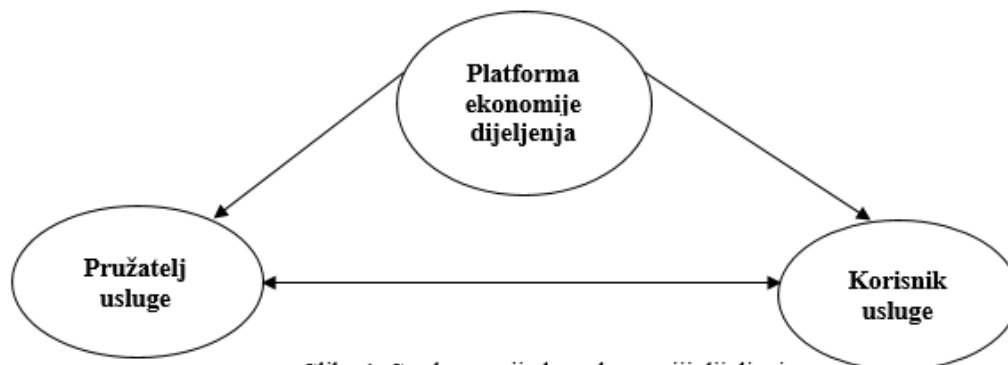 Platforma
ekonomije
dijeljenja
Pružatelj
usluge
Korisnik
usluge